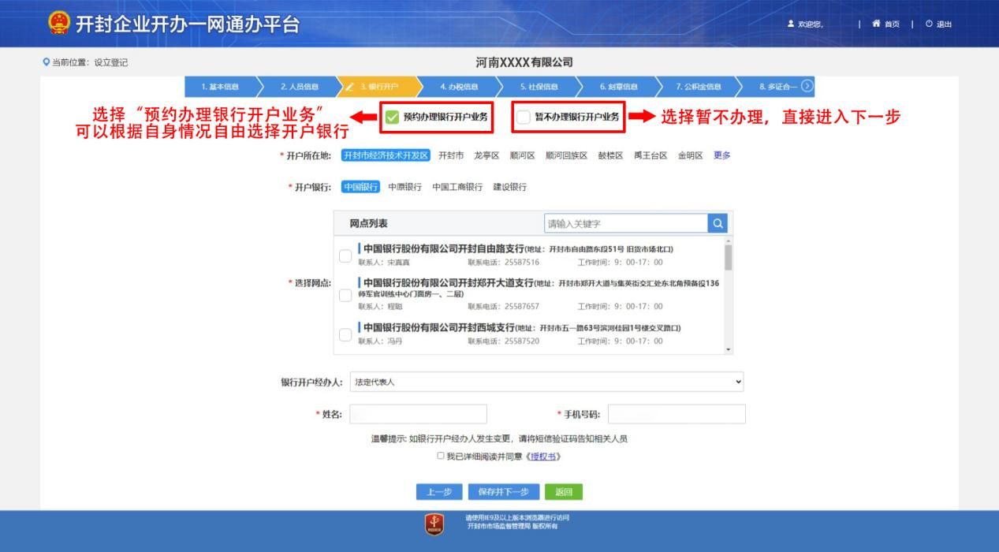 开封企业开办一网通办平台
欢迎您, | 首页 | 退出
当前位置: 设立登记
河南XXXX有限公司
1. 基本信息 2. 人员信息 3. 银行开户 4. 办税信息 5. 社保信息 6. 刻章信息 7. 公积金信息 8. 多证合一
选择“预约办理银行开户业务”
可以根据自身情况自由选择开户银行
预约办理银行开户业务
暂不办理银行开户业务
选择暂不办理，直接进入下一步
* 开户所在地: 开封市经济技术开发区 开封市 龙亭区 顺河区 顺河回族区 鼓楼区 禹王台区 金明区 更多
* 开户银行: 中国银行 中原银行 中国工商银行 建设银行
网点列表 请输入关键字
* 选择网点:
中国银行股份有限公司开封自由路支行(地址: 开封市自由路东段51号 旧货市场北口)
联系人: 宋真真 联系电话: 25587516 工作时间: 9: 00-17: 00
中国银行股份有限公司开封郑开大道支行(地址: 开封市郑开大道与集英街交汇处东北角预备役136
师军官训练中心门面房一、二层)
联系人: 程聪 联系电话: 25587657 工作时间: 9: 00-17: 00
中国银行股份有限公司开封西城支行(地址: 开封市五一路63号滨河佳园1号楼交叉路口)
联系人: 冯丹 联系电话: 25587520 工作时间: 9: 00-17: 00
银行开户经办人: 法定代表人
* 姓名: * 手机号码:
温馨提示: 如银行开户经办人发生变更，请将短信验证码告知相关人员
我已详细阅读并同意《授权书》
上一步 保存并下一步 返回
请使用IE9及以上版本浏览器进行访问
开封市市场监督管理局 版权所有